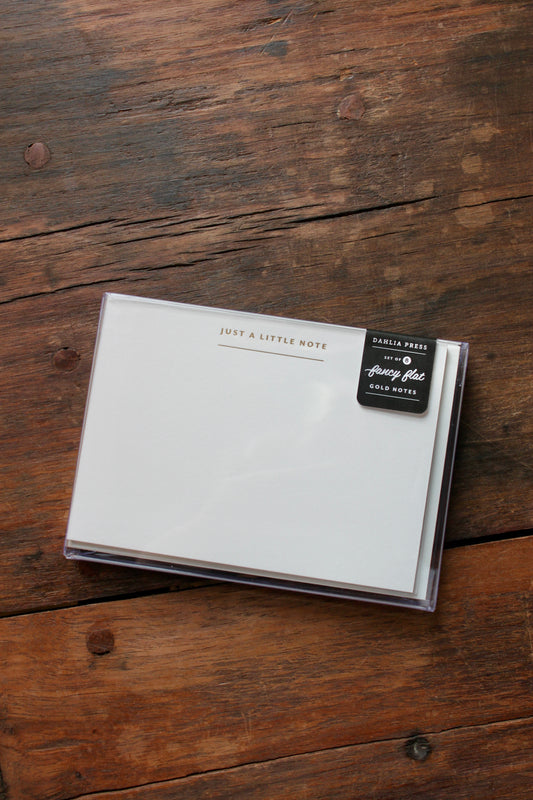 JUST A LITTLE NOTE
DAHLIA PRESS
SET OF 8
fancy flat
GOLD NOTES